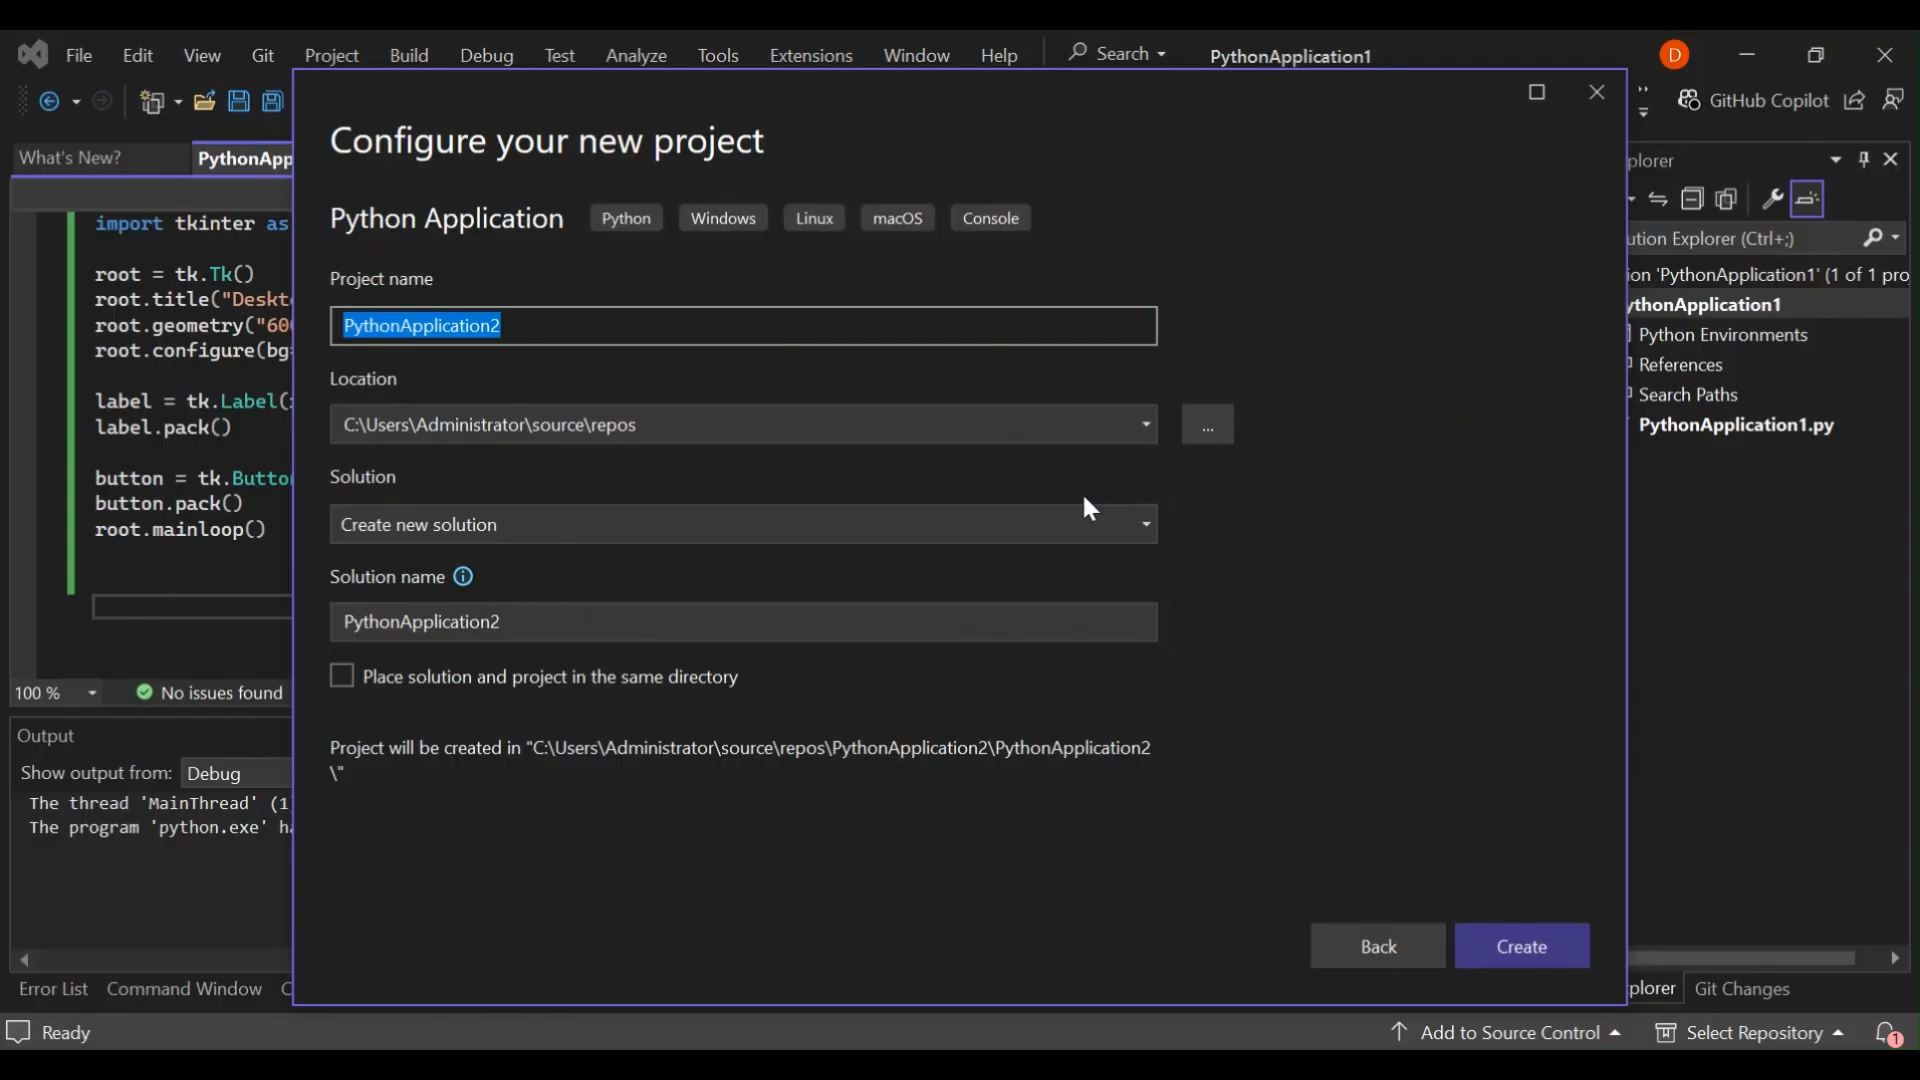 File Edit View Git Project Build Debug Test Analyze Tools Extensions Window Help Search PythonApplication1 D
GitHub Copilot
What's New? PythonApp
import tkinter as
root = tk.Tk()
root.title("Deskt
root.geometry("60
root.configure(bg
label = tk.Label(
label.pack()
button = tk.Butto
button.pack()
root.mainloop()
100 % No issues found
Output
Show output from: Debug
The thread 'MainThread' (1
The program 'python.exe' ha
Error List Command Window C
Configure your new project
Python Application Python Windows Linux macOS Console
Project name
PythonApplication2
Location
C:\Users\Administrator\source\repos
...
Solution
Create new solution
Solution name
PythonApplication2
Place solution and project in the same directory
Project will be created in "C:\Users\Administrator\source\repos\PythonApplication2\PythonApplication2
\"
Back Create
plorer
ution Explorer (Ctrl+;)
ion 'PythonApplication1' (1 of 1 pro
ythonApplication1
Python Environments
References
Search Paths
PythonApplication1.py
plorer Git Changes
Ready Add to Source Control Select Repository 1